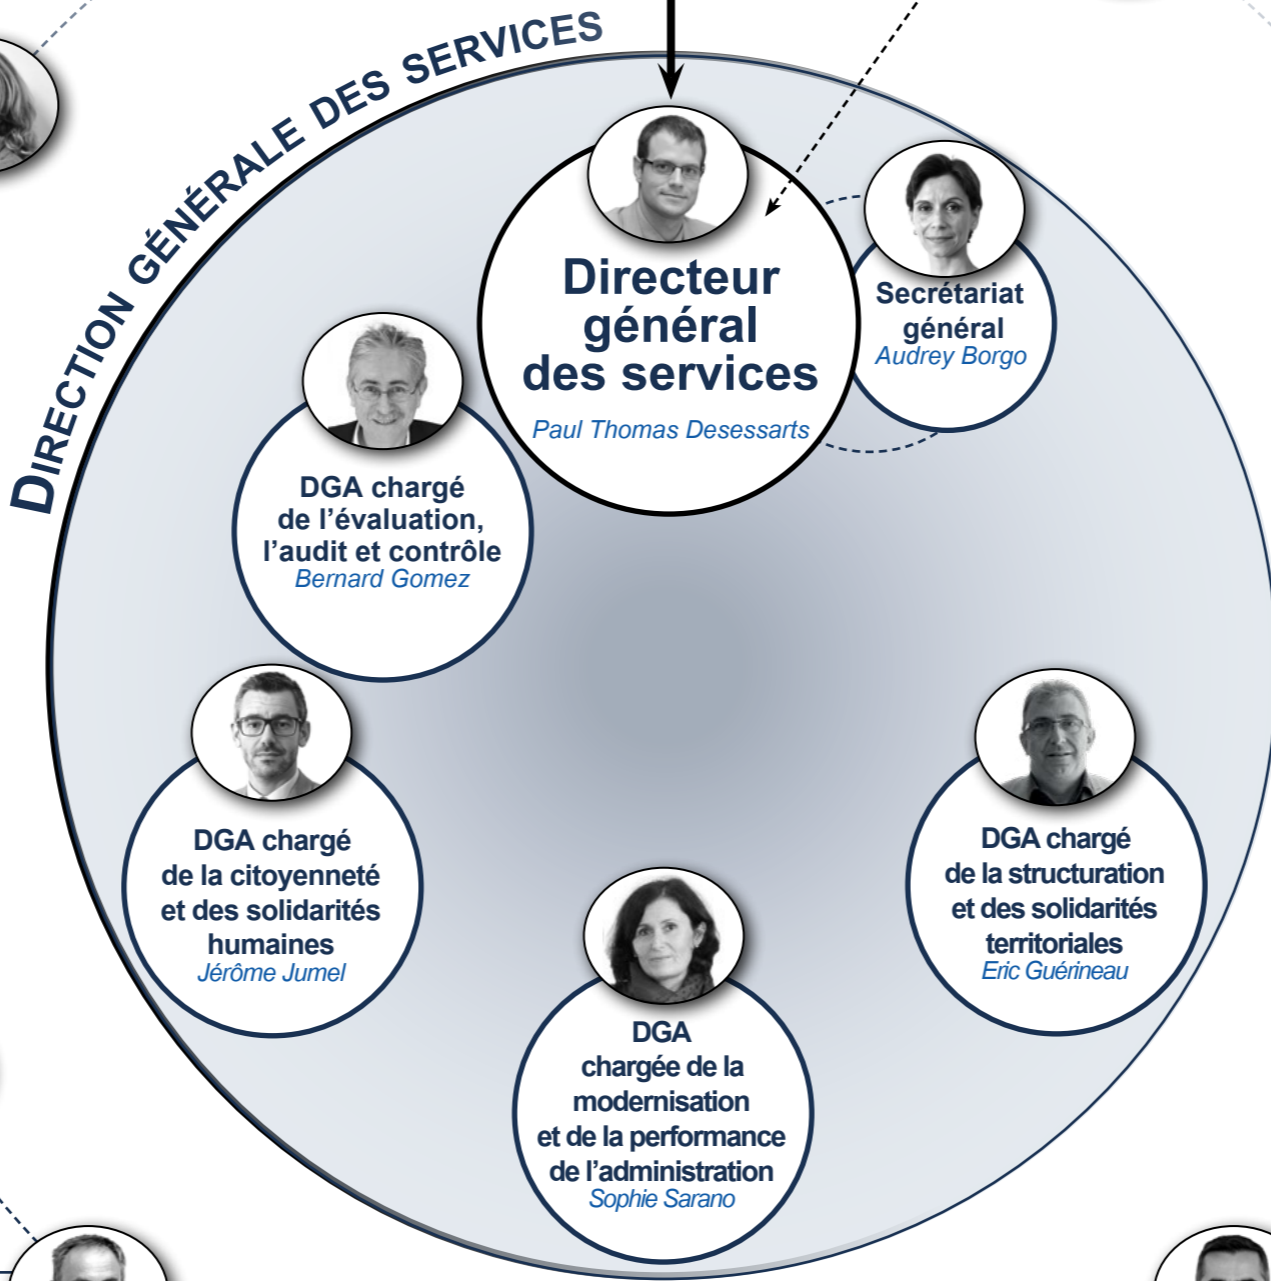 DIRECTION GÉNÉRALE DES SERVICES
Directeur
général
des services
Paul Thomas Desessarts
Secrétariat
général
Audrey Borgo
DGA chargé
de l’évaluation,
l’audit et contrôle
Bernard Gomez
DGA chargé
de la citoyenneté
et des solidarités
humaines
Jérôme Jumel
DGA chargé
de la structuration
et des solidarités
territoriales
Eric Guérineau
DGA
chargée de la
modernisation
et de la performance
de l’administration
Sophie Sarano